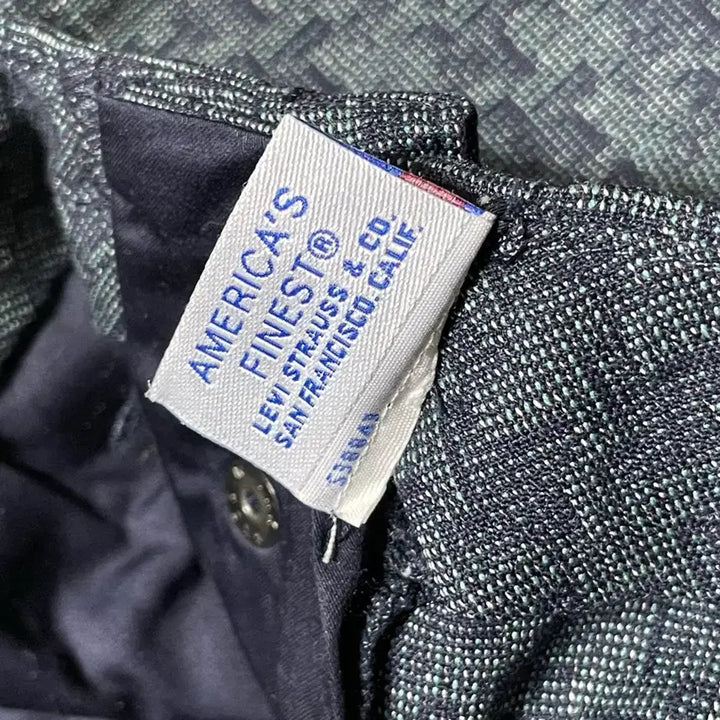 AMERICA'S
FINEST®
LEVI STRAUSS & CO.
SAN FRANCISCO, CALIF.